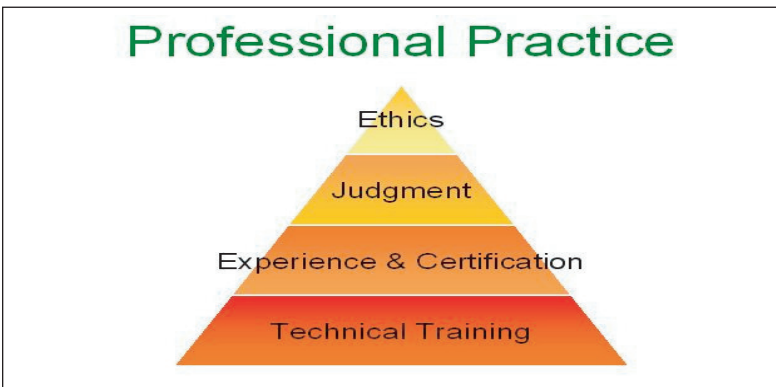 Professional Practice
Ethics
Judgment
Experience & Certification
Technical Training